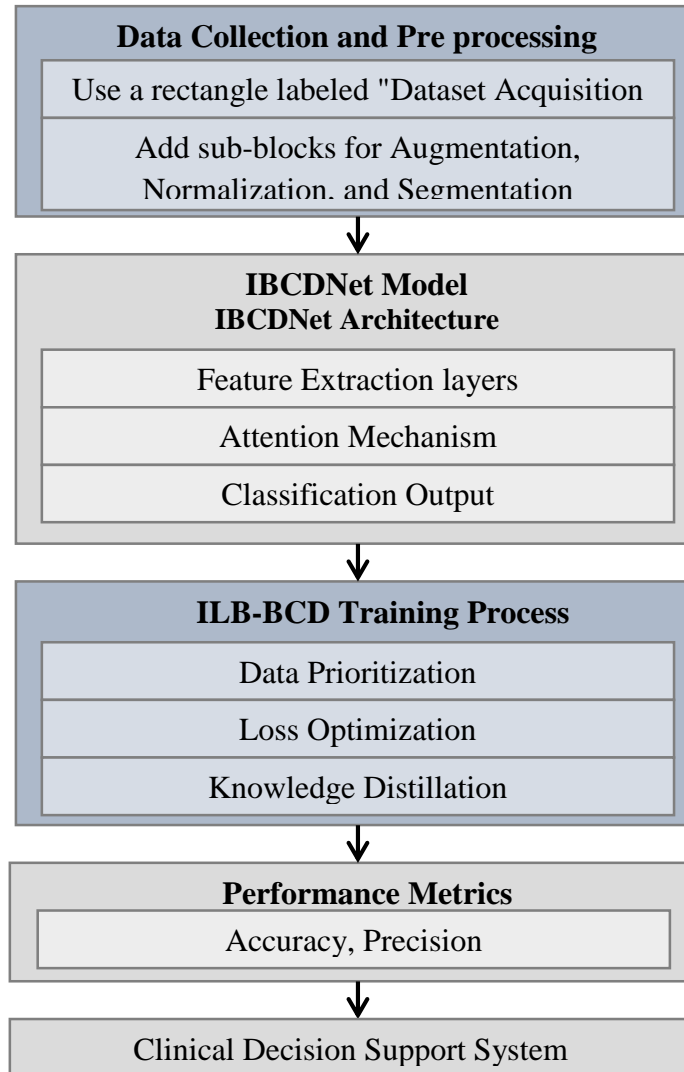 Data Collection and Pre processing
Use a rectangle labeled "Dataset Acquisition
Add sub-blocks for Augmentation,
Normalization, and Segmentation
IBCDNet Model
IBCDNet Architecture
Feature Extraction layers
Attention Mechanism
Classification Output
ILB-BCD Training Process
Data Prioritization
Loss Optimization
Knowledge Distillation
Performance Metrics
Accuracy, Precision
Clinical Decision Support System